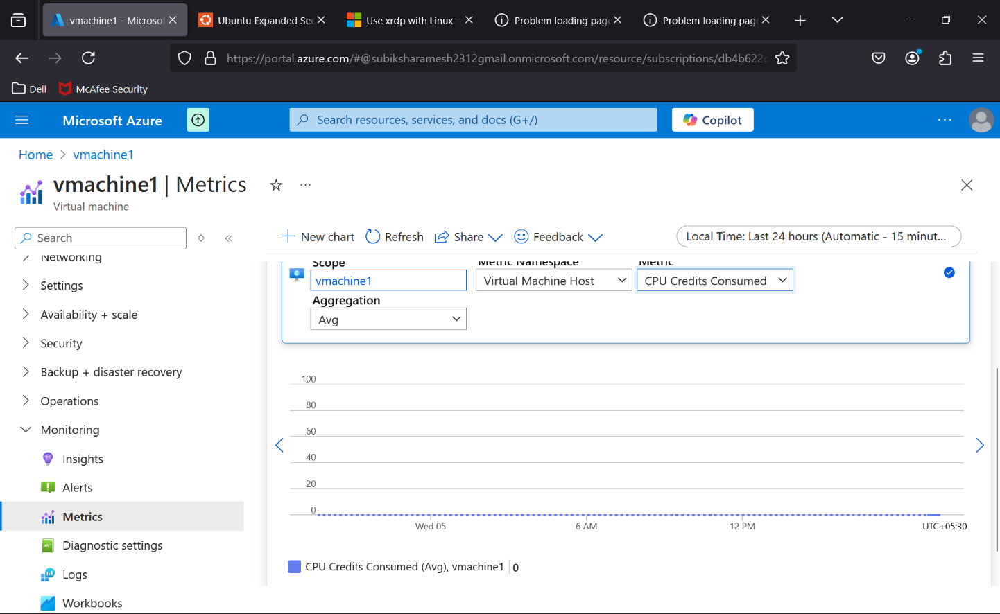 vmachine1 - Microsof
Ubuntu Expanded Sec
Use xrdp with Linux -
Problem loading page
Problem loading page
https://portal.azure.com/#@subiksharamesh2312gmail.onmicrosoft.com/resource/subscriptions/db4b622c
Dell
McAfee Security
Microsoft Azure
Search resources, services, and docs (G+/)
Copilot
Home > vmachine1
vmachine1 | Metrics
Virtual machine
Search
New chart
Refresh
Share
Feedback
Local Time: Last 24 hours (Automatic - 15 minut...
Networking
Settings
Availability + scale
Security
Backup + disaster recovery
Operations
Monitoring
Insights
Alerts
Metrics
Diagnostic settings
Logs
Workbooks
Scope
Metric Namespace
Metric
vmachine1
Virtual Machine Host
CPU Credits Consumed
Aggregation
Avg
100
80
60
40
20
0
Wed 05
6 AM
12 PM
UTC+05:30
CPU Credits Consumed (Avg), vmachine1 | 0